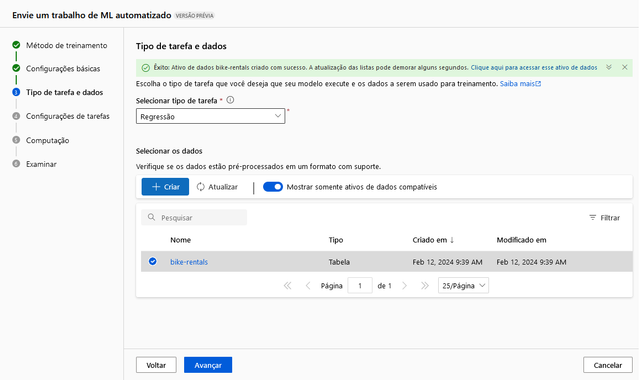 Envie um trabalho de ML automatizado VERSÃO PRÉVIA
Método de treinamento
Configurações básicas
3 Tipo de tarefa e dados
4 Configurações de tarefas
5 Computação
6 Examinar
Tipo de tarefa e dados
Êxito: Ativo de dados bike-rentals criado com sucesso. A atualização das listas pode demorar alguns segundos. Clique aqui para acessar esse ativo de dados
Escolha o tipo de tarefa que você deseja que seu modelo execute e os dados a serem usado para treinamento. Saiba mais
Selecionar tipo de tarefa *
Regressão *
Selecionar os dados
Verifique se os dados estão pré-processados em um formato com suporte.
+ Criar Atualizar Mostrar somente ativos de dados compatíveis
Pesquisar Filtrar
Nome Tipo Criado em ↓ Modificado em
bike-rentals Tabela Feb 12, 2024 9:39 AM Feb 12, 2024 9:39 AM
Página 1 de 1 25/Página
Voltar Avançar Cancelar